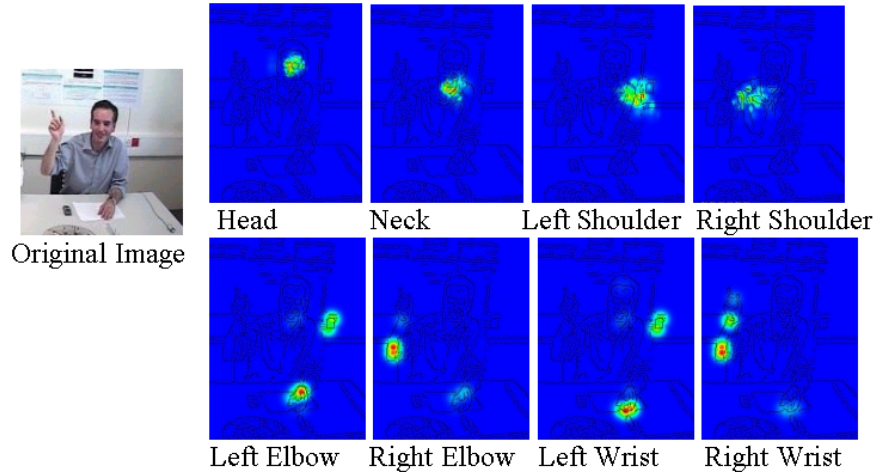 Head Neck Left Shoulder Right Shoulder
Original Image
Left Elbow Right Elbow Left Wrist Right Wrist